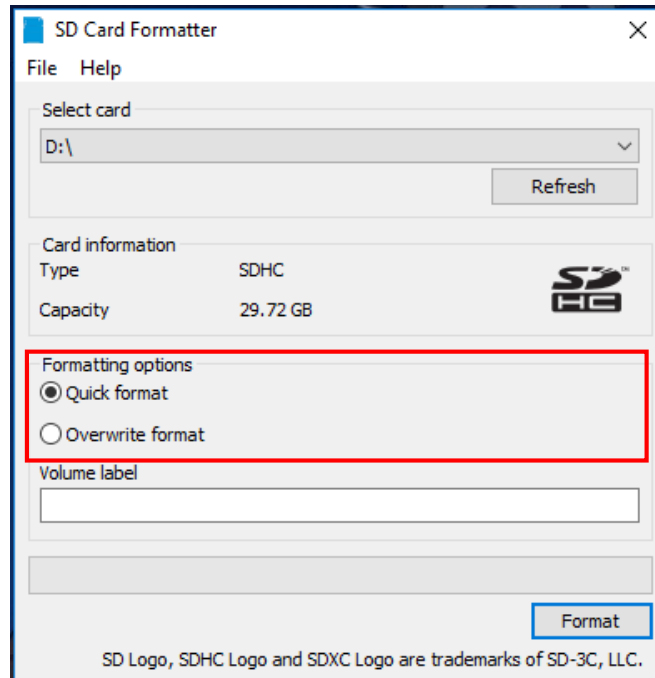 SD Card Formatter
File Help
Select card
D:\
Refresh
Card information
Type SDHC
Capacity 29.72 GB
SD
HC
Formatting options
Quick format
Overwrite format
Volume label
Format
SD Logo, SDHC Logo and SDXC Logo are trademarks of SD-3C, LLC.